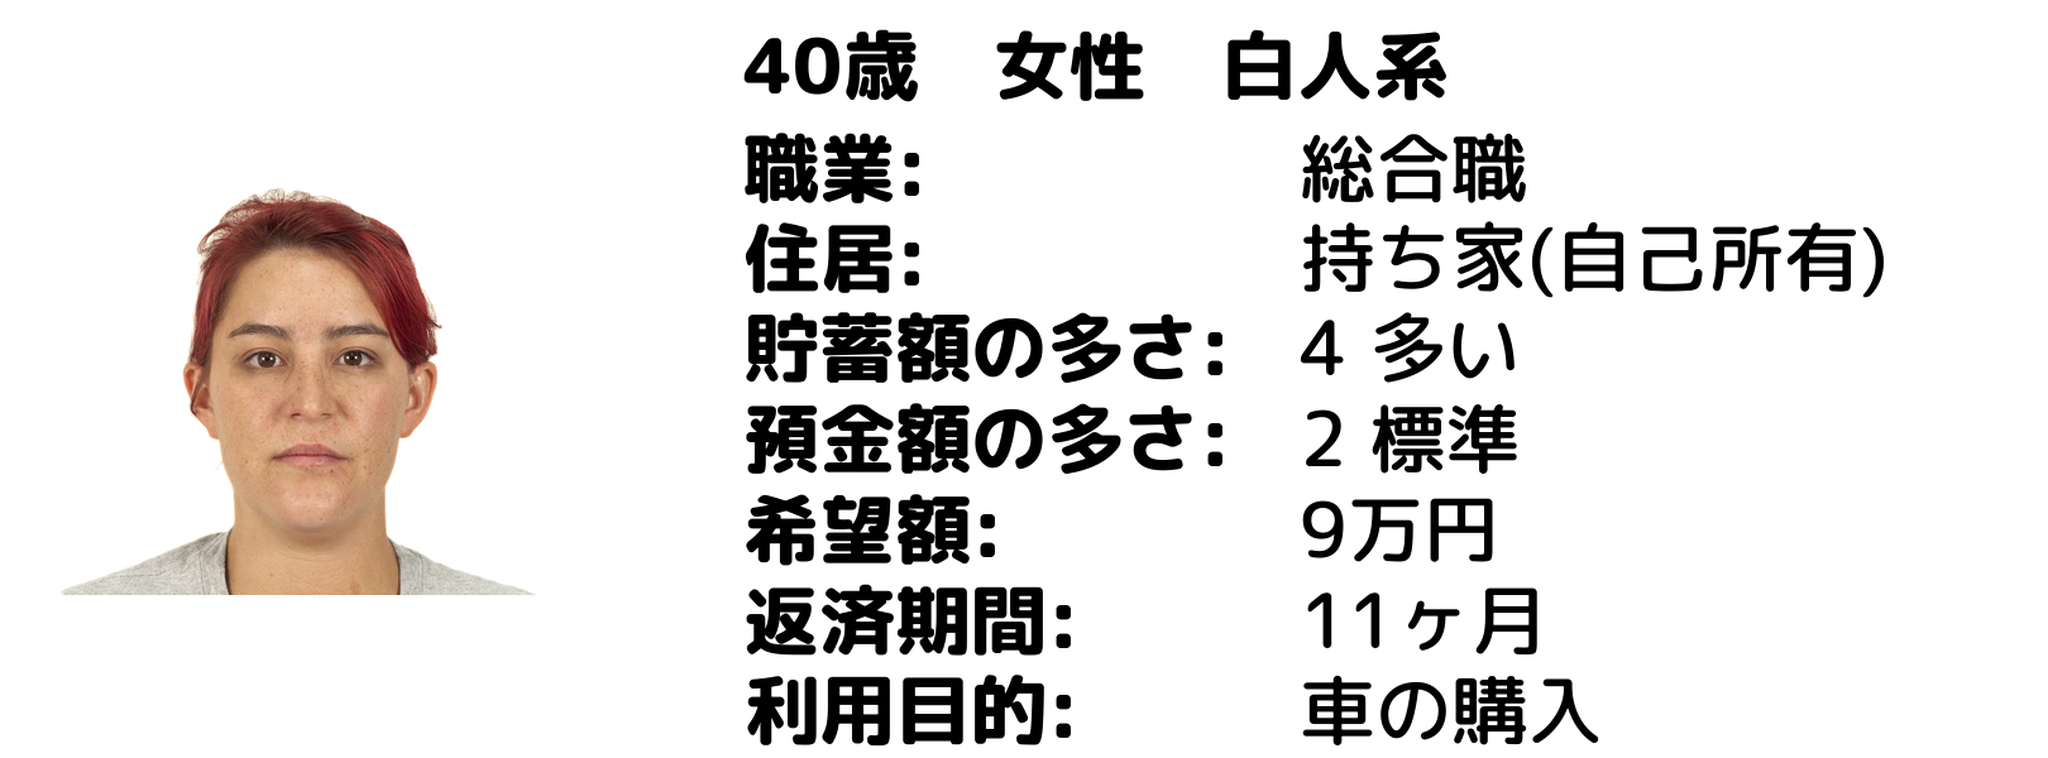 40歳　女性　白人系
職業: 総合職
住居: 持ち家(自己所有)
貯蓄額の多さ: 4 多い
預金額の多さ: 2 標準
希望額: 9万円
返済期間: 11ヶ月
利用目的: 車の購入